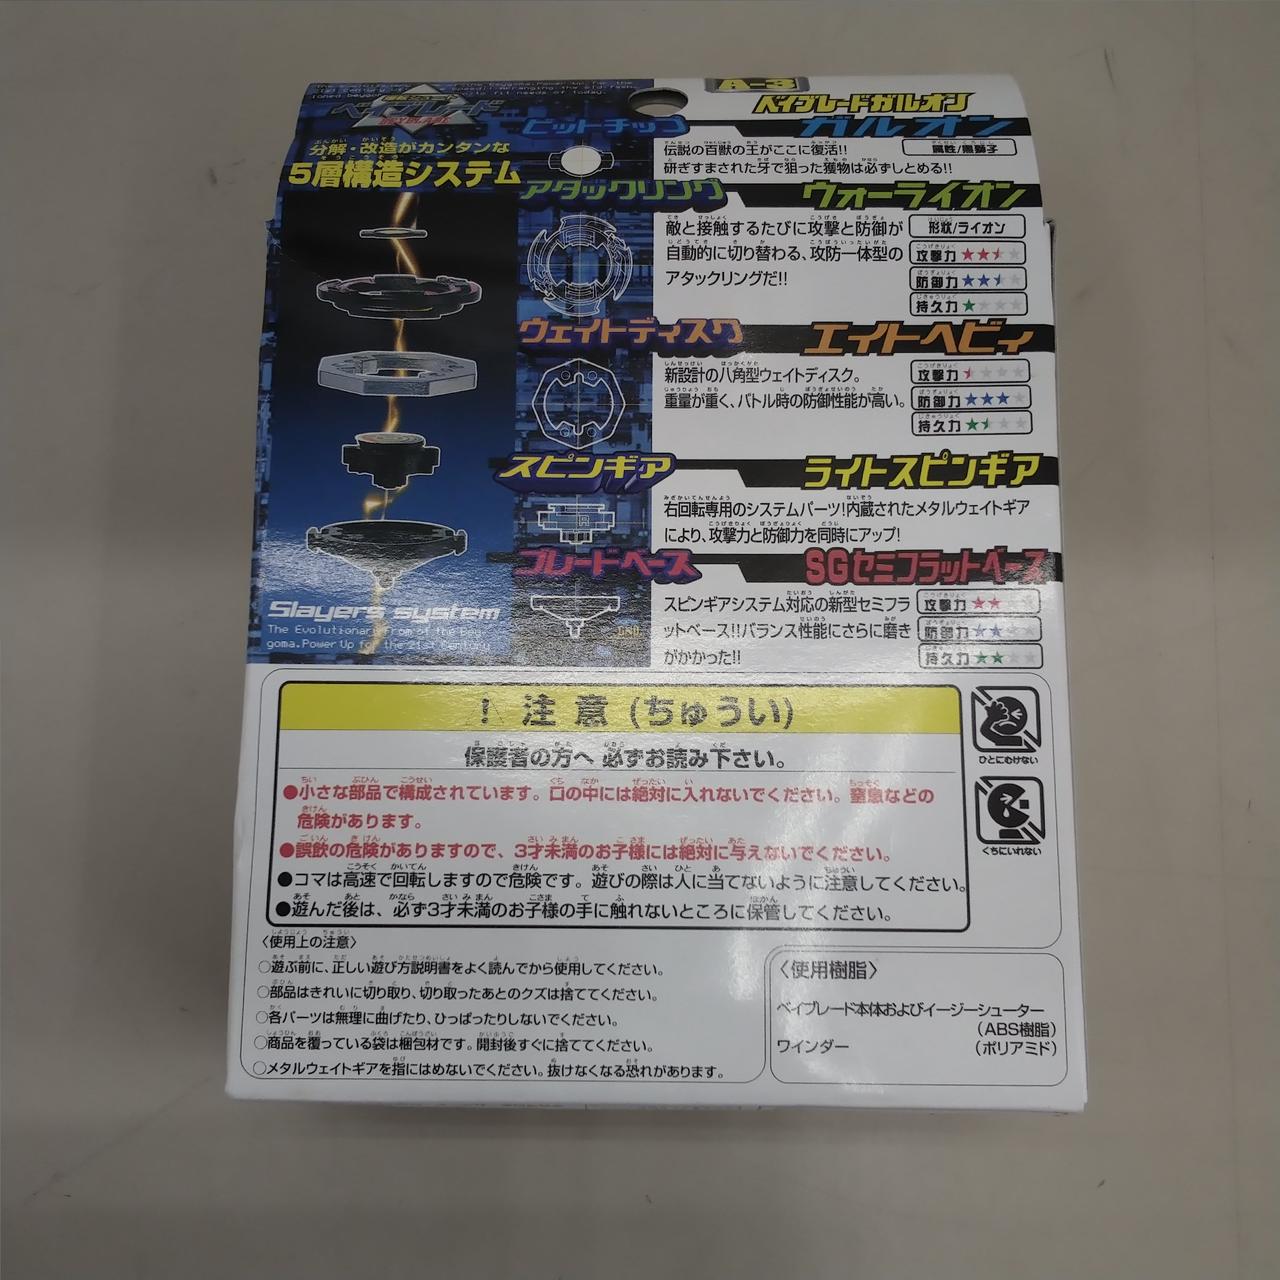 A-3
ベイブレード
BEYBLADE
分解・改造がカンタンな
5層構造システム
Slayers system
The Evolutionary From of the Bey
goma.Power Up for the 21st Century
ベイブレードガルオン
ビットチップ
ガルオン
伝説の百獣の王がここに復活!!
研ぎすまされた牙で狙った獲物は必ずしとめる!!
属性/黒獅子
アタックリング
ウォーライオン
敵と接触するたびに攻撃と防御が
自動的に切り替わる、攻防一体型の
アタックリングだ!!
形状/ライオン
攻撃力
防御力
持久力
ウェイトディスク
エイトヘビィ
新設計の八角型ウェイトディスク。
重量が重く、バトル時の防御性能が高い。
攻撃力
防御力
持久力
スピンギア
ライトスピンギア
右回転専用のシステムパーツ!内蔵されたメタルウェイトギア
により、攻撃力と防御力を同時にアップ!
ブレードベース
SGセミフラットベース
スピンギアシステム対応の新型セミフラ
ットベース!!バランス性能にさらに磨き
がかかった!!
攻撃力
防御力
持久力
! 注意 (ちゅうい)
保護者の方へ 必ずお読み下さい。
●小さな部品で構成されています。口の中には絶対に入れないでください。窒息などの
危険があります。
●誤飲の危険がありますので、3才未満のお子様には絶対に与えないでください。
●コマは高速で回転しますので危険です。遊びの際は人に当てないように注意してください。
●遊んだ後は、必ず3才未満のお子様の手に触れないところに保管してください。
ひとにむけない
くちにいれない
〈使用上の注意〉
○遊ぶ前に、正しい遊び方説明書をよく読んでから使用してください。
○部品はきれいに切り取り、切り取ったあとのクズは捨ててください。
○各パーツは無理に曲げたり、ひっぱったりしないでください。
○商品を覆っている袋は梱包材です。開封後すぐに捨ててください。
○メタルウェイトギアを指にはめないでください。抜けなくなる恐れがあります。
〈使用樹脂〉
ベイブレード本体およびイージーシューター
(ABS樹脂)
ワインダー (ポリアミド)